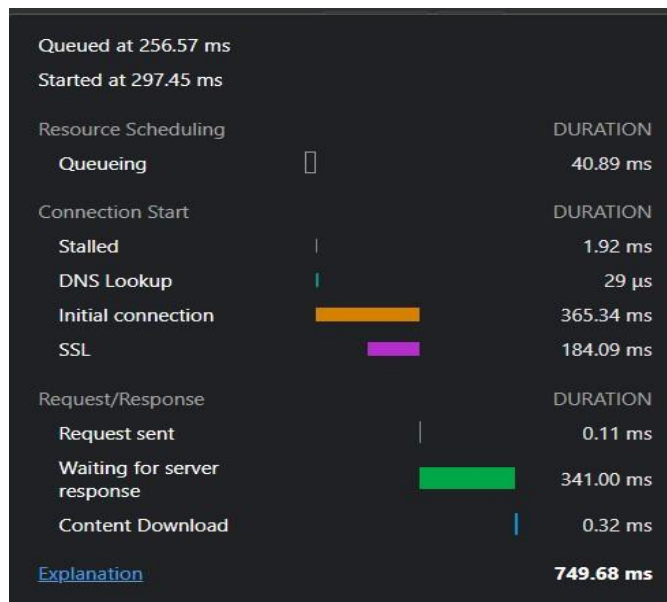 Queued at 256.57 ms
Started at 297.45 ms
Resource Scheduling DURATION
Queueing 40.89 ms
Connection Start DURATION
Stalled 1.92 ms
DNS Lookup 29 μs
Initial connection 365.34 ms
SSL 184.09 ms
Request/Response DURATION
Request sent 0.11 ms
Waiting for server
response 341.00 ms
Content Download 0.32 ms
Explanation 749.68 ms